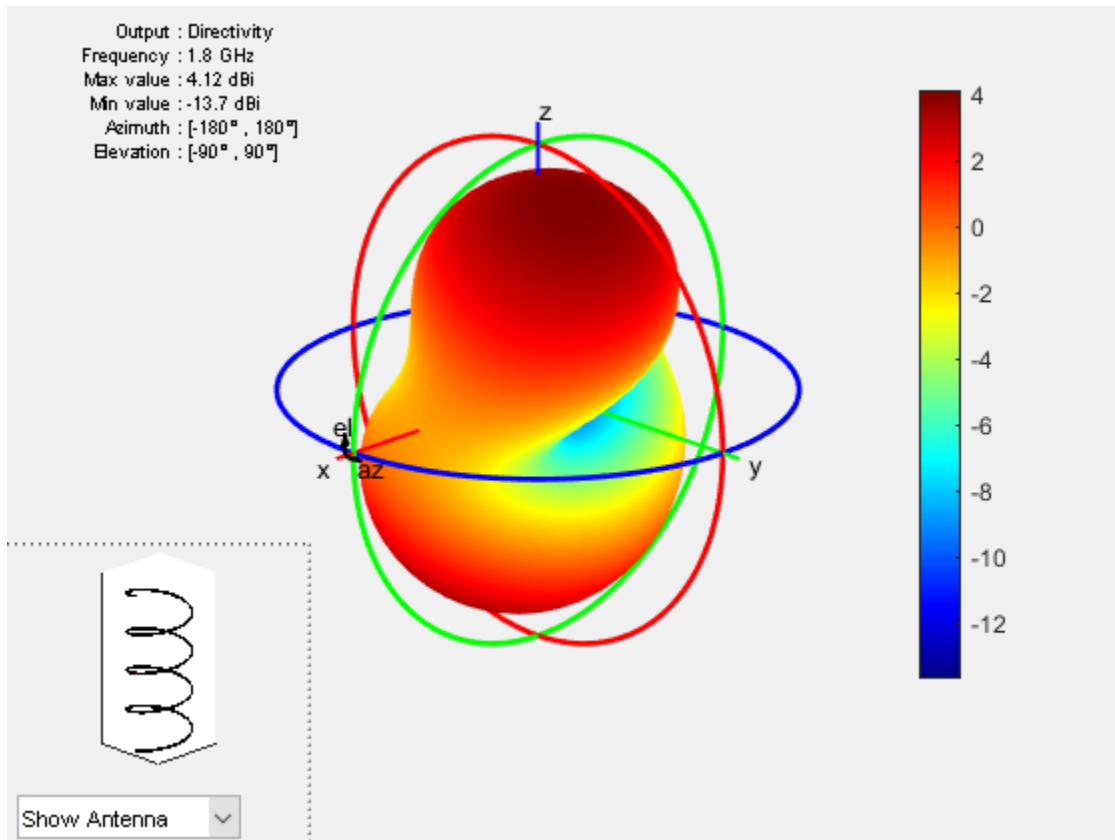 Output : Directivity
Frequency : 1.8 GHz
Max value : 4.12 dBi
Min value : -13.7 dBi
Azimuth : [-180° , 180°]
Elevation : [-90° , 90°]
z
el
x
az
y
4
2
0
-2
-4
-6
-8
-10
-12
Show Antenna